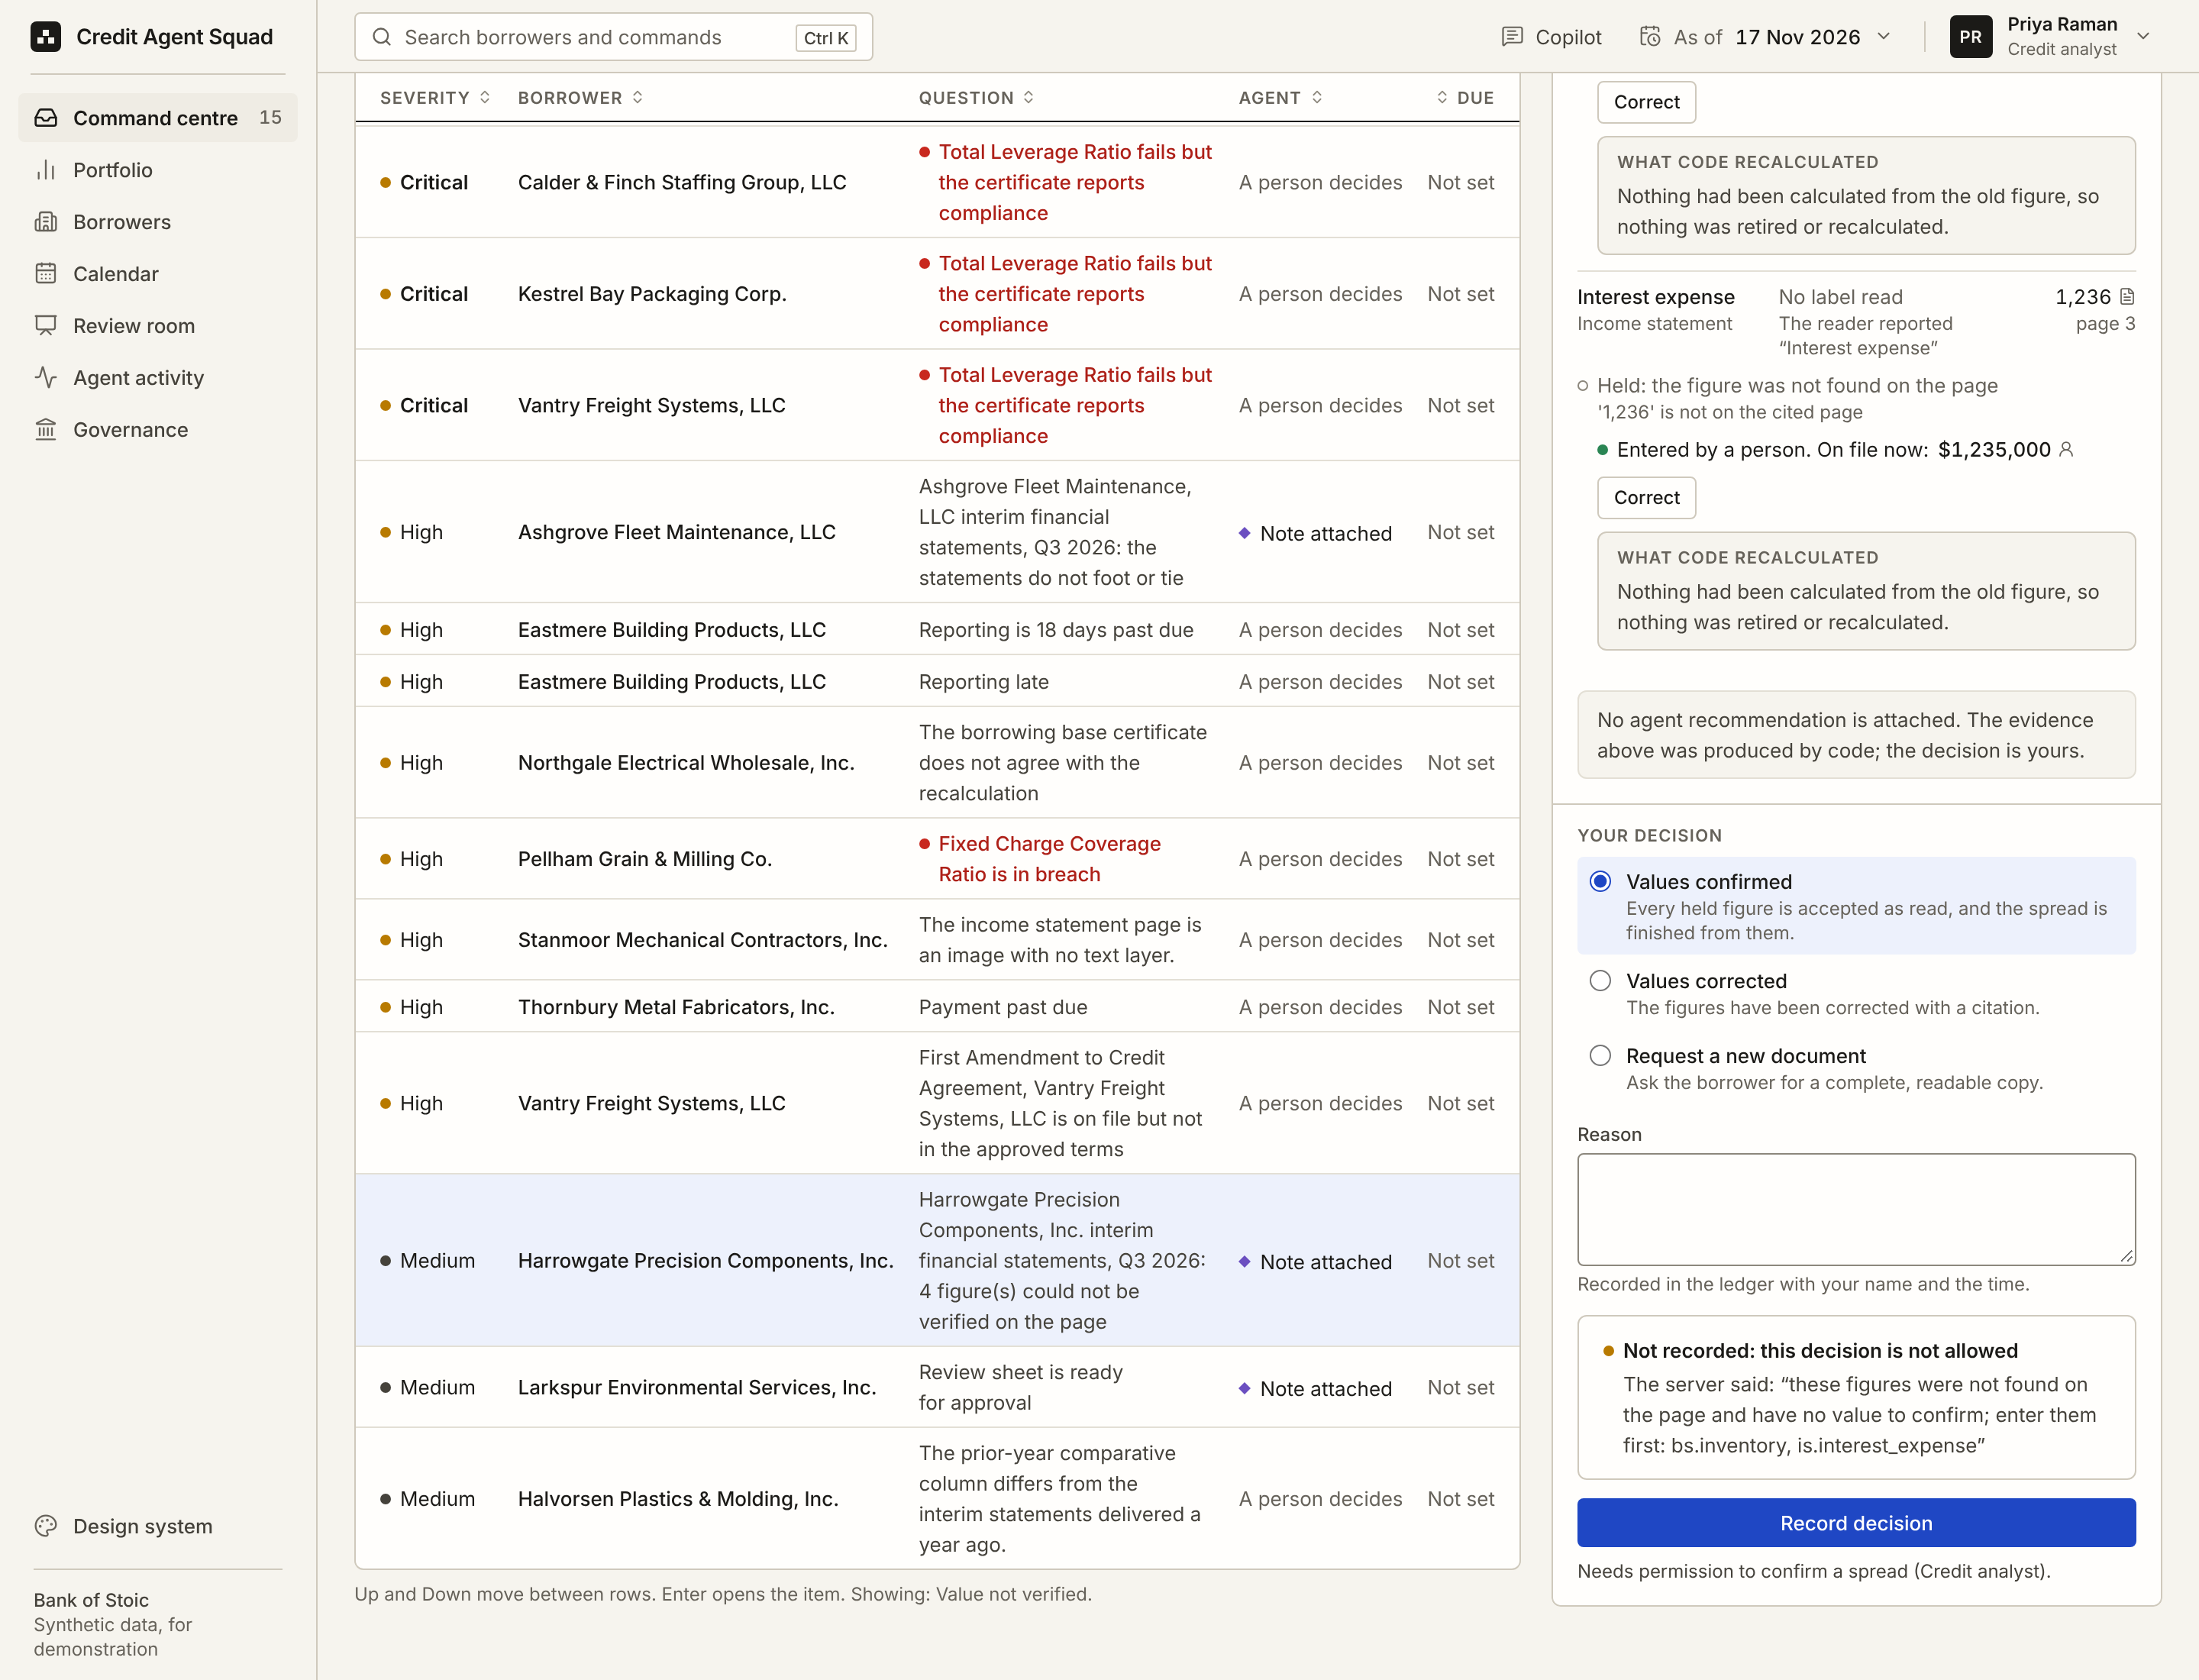 Credit Agent Squad
Search borrowers and commands
Ctrl K
Copilot
As of 17 Nov 2026
PR
Priya Raman
Credit analyst
Command centre 15
Portfolio
Borrowers
Calendar
Review room
Agent activity
Governance
Design system
Bank of Stoic
Synthetic data, for
demonstration
SEVERITY BORROWER QUESTION AGENT DUE
Critical
Calder & Finch Staffing Group, LLC
Total Leverage Ratio fails but
the certificate reports
compliance
A person decides
Not set
Critical
Kestrel Bay Packaging Corp.
Total Leverage Ratio fails but
the certificate reports
compliance
A person decides
Not set
Critical
Vantry Freight Systems, LLC
Total Leverage Ratio fails but
the certificate reports
compliance
A person decides
Not set
High
Ashgrove Fleet Maintenance, LLC
Ashgrove Fleet Maintenance,
LLC interim financial
statements, Q3 2026: the
statements do not foot or tie
Note attached
Not set
High
Eastmere Building Products, LLC
Reporting is 18 days past due
A person decides
Not set
High
Eastmere Building Products, LLC
Reporting late
A person decides
Not set
High
Northgale Electrical Wholesale, Inc.
The borrowing base certificate
does not agree with the
recalculation
A person decides
Not set
High
Pellham Grain & Milling Co.
Fixed Charge Coverage
Ratio is in breach
A person decides
Not set
High
Stanmoor Mechanical Contractors, Inc.
The income statement page is
an image with no text layer.
A person decides
Not set
High
Thornbury Metal Fabricators, Inc.
Payment past due
A person decides
Not set
High
Vantry Freight Systems, LLC
First Amendment to Credit
Agreement, Vantry Freight
Systems, LLC is on file but not
in the approved terms
A person decides
Not set
Medium
Harrowgate Precision Components, Inc.
Harrowgate Precision
Components, Inc. interim
financial statements, Q3 2026:
4 figure(s) could not be
verified on the page
Note attached
Not set
Medium
Larkspur Environmental Services, Inc.
Review sheet is ready
for approval
Note attached
Not set
Medium
Halvorsen Plastics & Molding, Inc.
The prior-year comparative
column differs from the
interim statements delivered a
year ago.
A person decides
Not set
Up and Down move between rows. Enter opens the item. Showing: Value not verified.
Correct
WHAT CODE RECALCULATED
Nothing had been calculated from the old figure, so
nothing was retired or recalculated.
Interest expense
Income statement
No label read
The reader reported
“Interest expense”
1,236
page 3
Held: the figure was not found on the page
'1,236' is not on the cited page
Entered by a person. On file now: $1,235,000
Correct
WHAT CODE RECALCULATED
Nothing had been calculated from the old figure, so
nothing was retired or recalculated.
No agent recommendation is attached. The evidence
above was produced by code; the decision is yours.
YOUR DECISION
Values confirmed
Every held figure is accepted as read, and the spread is
finished from them.
Values corrected
The figures have been corrected with a citation.
Request a new document
Ask the borrower for a complete, readable copy.
Reason
Recorded in the ledger with your name and the time.
Not recorded: this decision is not allowed
The server said: “these figures were not found on
the page and have no value to confirm; enter them
first: bs.inventory, is.interest_expense”
Record decision
Needs permission to confirm a spread (Credit analyst).